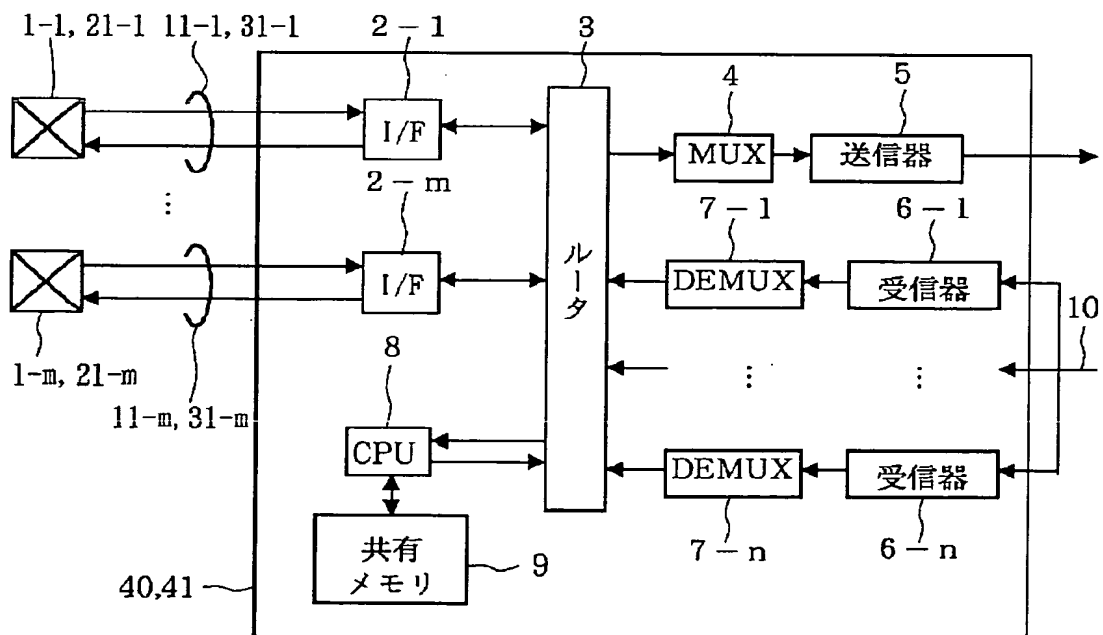 1-1, 21-1
11-1, 31-1
2-1
3
I/F
4
5
MUX
送信器
⋮
2-m
I/F
ルータ
7-1
6-1
DEMUX
受信器
10
1-m, 21-m
11-m, 31-m
8
CPU
⋮
⋮
DEMUX
受信器
7-n
6-n
共有
メモリ
9
40,41